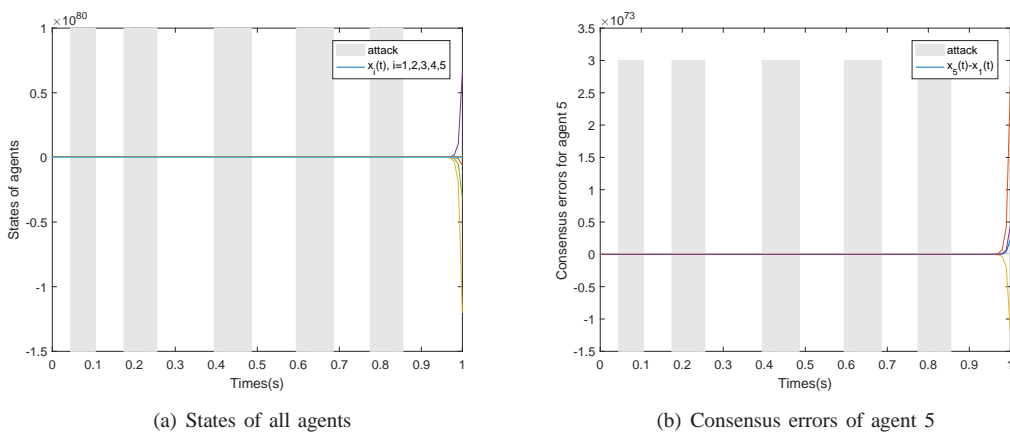 ×10^80
1
0.5
0
-0.5
-1
-1.5
States of agents
attack
x_i(t), i=1,2,3,4,5
0 0.1 0.2 0.3 0.4 0.5 0.6 0.7 0.8 0.9 1
Times(s)
(a) States of all agents
×10^73
3.5
3
2.5
2
1.5
1
0.5
0
-0.5
-1
-1.5
Consensus errors for agent 5
attack
x_5(t)-x_1(t)
0 0.1 0.2 0.3 0.4 0.5 0.6 0.7 0.8 0.9 1
Times(s)
(b) Consensus errors of agent 5